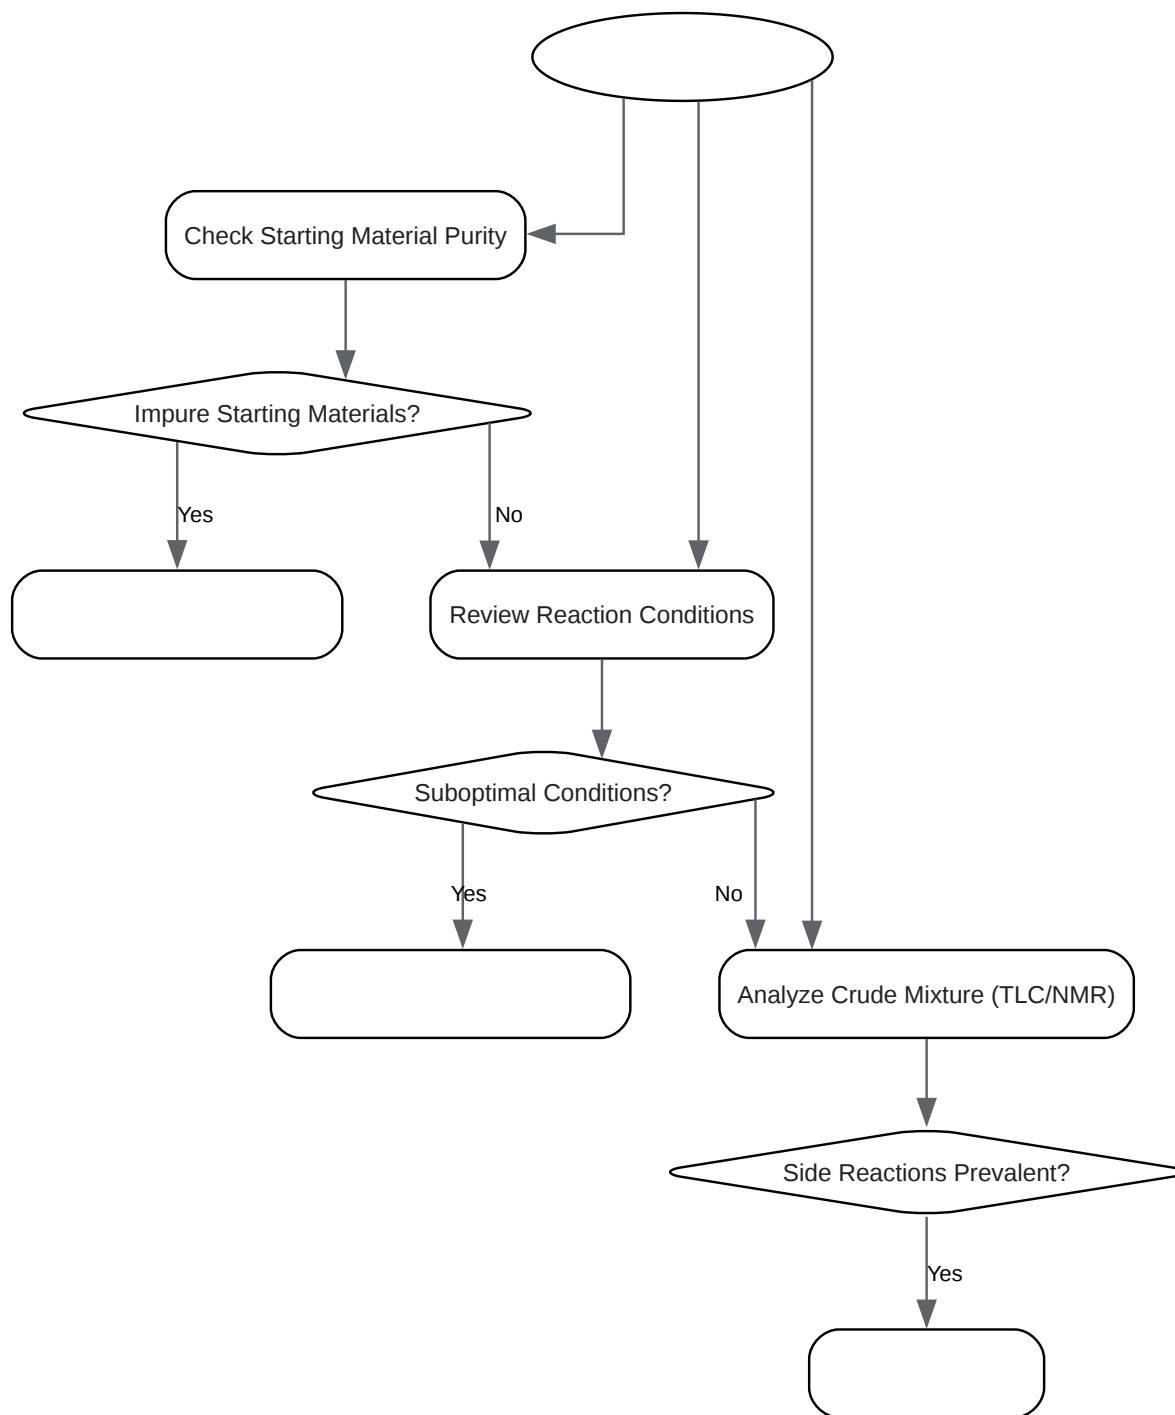 Check Starting Material Purity
Impure Starting Materials?
Yes
No
Review Reaction Conditions
Suboptimal Conditions?
Yes
No
Analyze Crude Mixture (TLC/NMR)
Side Reactions Prevalent?
Yes